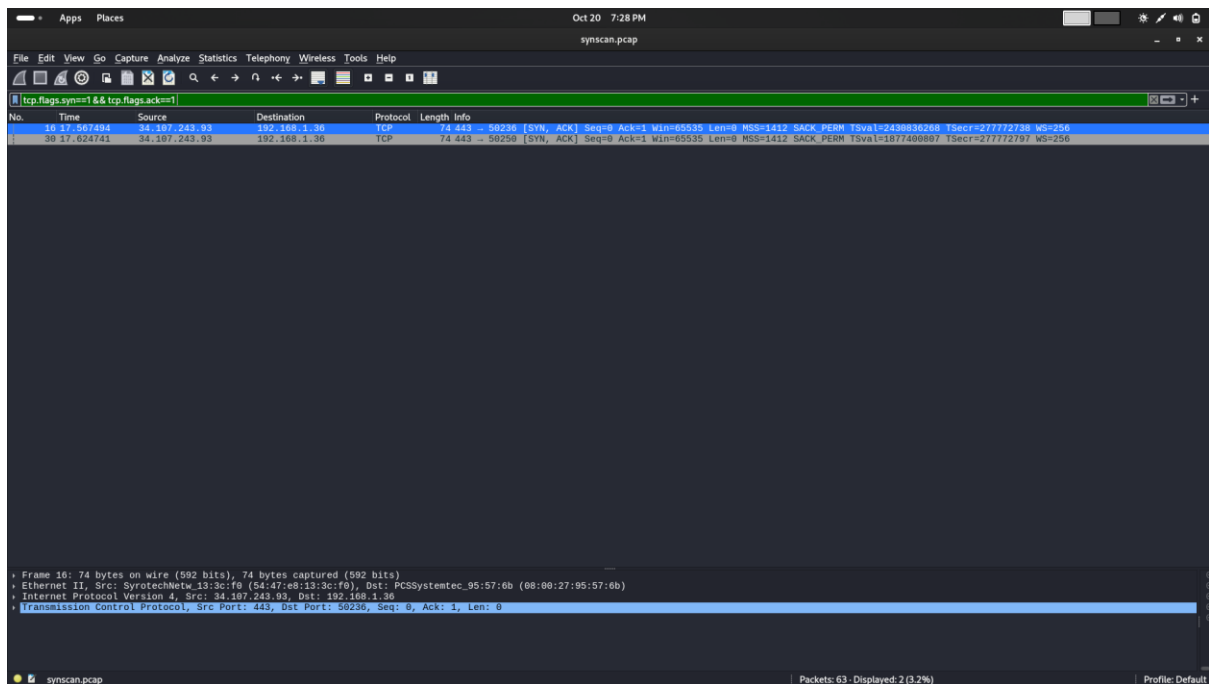 Apps Places Oct 20 7:28 PM
synscan.pcap
File Edit View Go Capture Analyze Statistics Telephony Wireless Tools Help
tcp.flags.syn==1 && tcp.flags.ack==1
No. Time Source Destination Protocol Length Info
16 17.567494 34.107.243.93 192.168.1.36 TCP 74 443 → 50236 [SYN, ACK] Seq=0 Ack=1 Win=65535 Len=0 MSS=1412 SACK_PERM TSval=2430836268 TSecr=277772738 WS=256
30 17.624741 34.107.243.93 192.168.1.36 TCP 74 443 → 50250 [SYN, ACK] Seq=0 Ack=1 Win=65535 Len=0 MSS=1412 SACK_PERM TSval=1877400807 TSecr=277772797 WS=256
Frame 16: 74 bytes on wire (592 bits), 74 bytes captured (592 bits)
Ethernet II, Src: SyrotechNetw_13:3c:f0 (54:47:e8:13:3c:f0), Dst: PCSSystemtec_95:57:6b (08:00:27:95:57:6b)
Internet Protocol Version 4, Src: 34.107.243.93, Dst: 192.168.1.36
Transmission Control Protocol, Src Port: 443, Dst Port: 50236, Seq: 0, Ack: 1, Len: 0
synscan.pcap Packets: 63 · Displayed: 2 (3.2%) Profile: Default